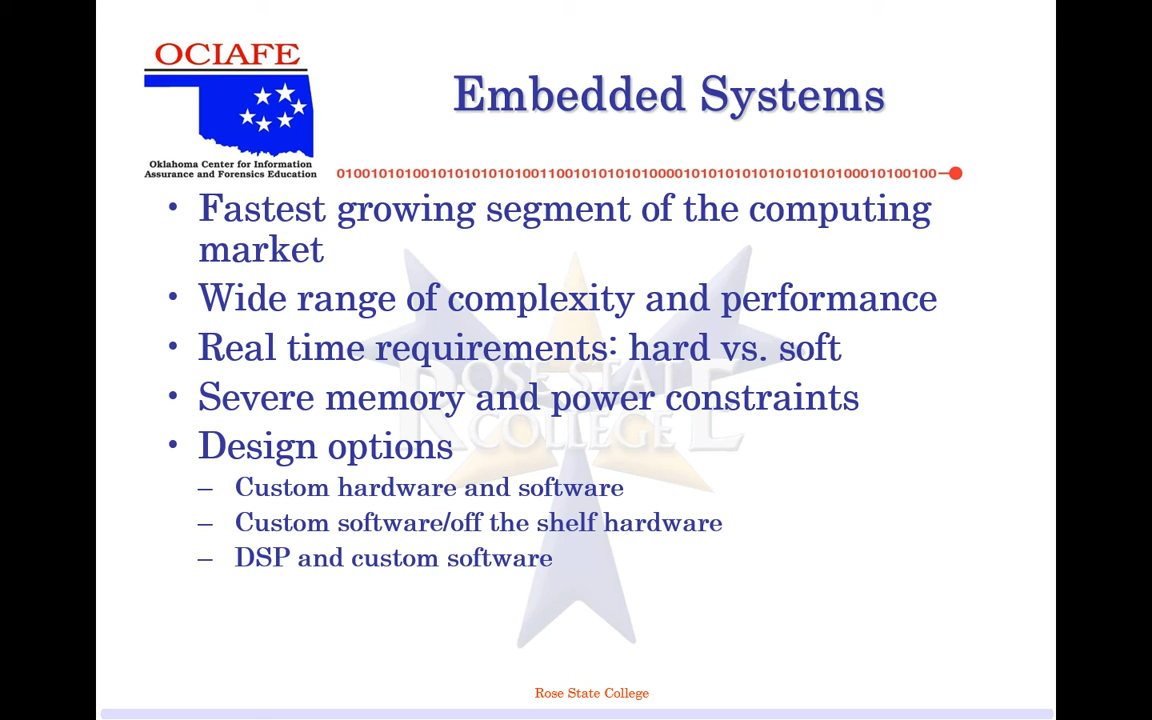 OCIAFE
Oklahoma Center for Information
Assurance and Forensics Education
Embedded Systems
• Fastest growing segment of the computing
market
• Wide range of complexity and performance
• Real time requirements: hard vs. soft
• Severe memory and power constraints
• Design options
– Custom hardware and software
– Custom software/off the shelf hardware
– DSP and custom software
ROSE STATE
COLLEGE
Rose State College